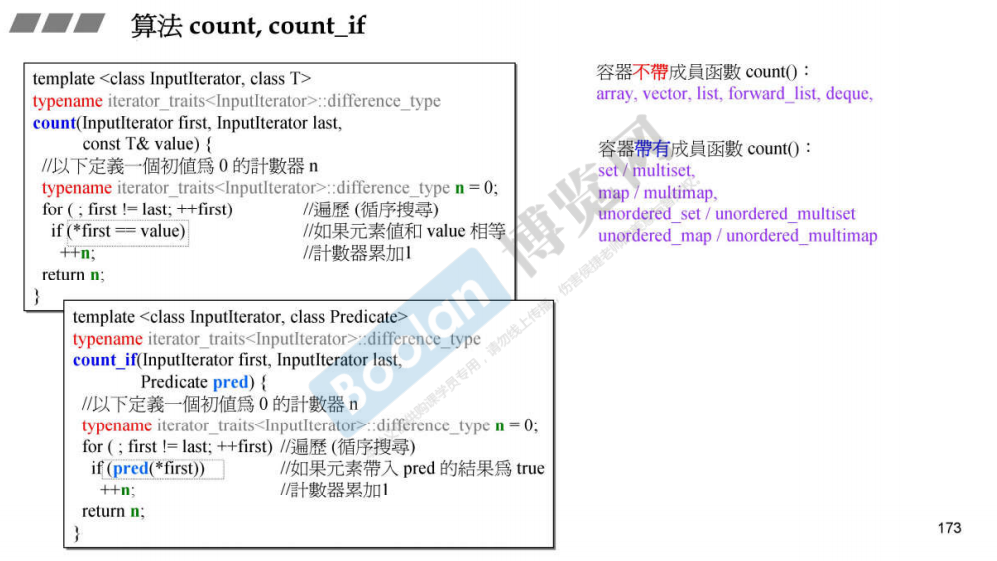 算法 count, count_if
template <class InputIterator, class T>
typename iterator_traits<InputIterator>::difference_type
count(InputIterator first, InputIterator last,
const T& value) {
//以下定義一個初值爲 0 的計數器 n
typename iterator_traits<InputIterator>::difference_type n = 0;
for ( ; first != last; ++first) //遍歷 (循序搜尋)
if (*first == value) //如果元素值和 value 相等
++n; //計數器累加1
return n;
}
template <class InputIterator, class Predicate>
typename iterator_traits<InputIterator>::difference_type
count_if(InputIterator first, InputIterator last,
Predicate pred) {
//以下定義一個初值爲 0 的計數器 n
typename iterator_traits<InputIterator>::difference_type n = 0;
for ( ; first != last; ++first) //遍歷 (循序搜尋)
if (pred(*first)) //如果元素帶入 pred 的結果爲 true
++n; //計數器累加1
return n;
}
容器不帶成員函數 count()：
array, vector, list, forward_list, deque,
容器帶有成員函數 count()：
set / multiset,
map / multimap,
unordered_set / unordered_multiset
unordered_map / unordered_multimap
Boolan 博览网
173